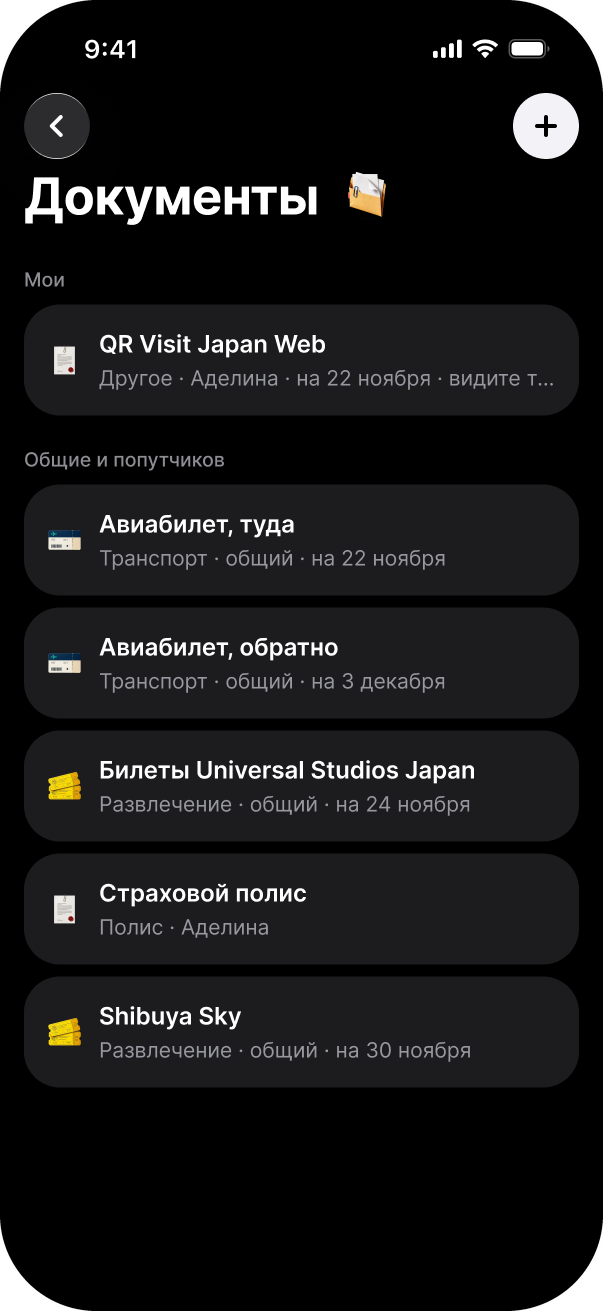 9:41
Документы
Мои
QR Visit Japan Web
Другое · Аделина · на 22 ноября · видите т...
Общие и попутчиков
Авиабилет, туда
Транспорт · общий · на 22 ноября
Авиабилет, обратно
Транспорт · общий · на 3 декабря
Билеты Universal Studios Japan
Развлечение · общий · на 24 ноября
Страховой полис
Полис · Аделина
Shibuya Sky
Развлечение · общий · на 30 ноября